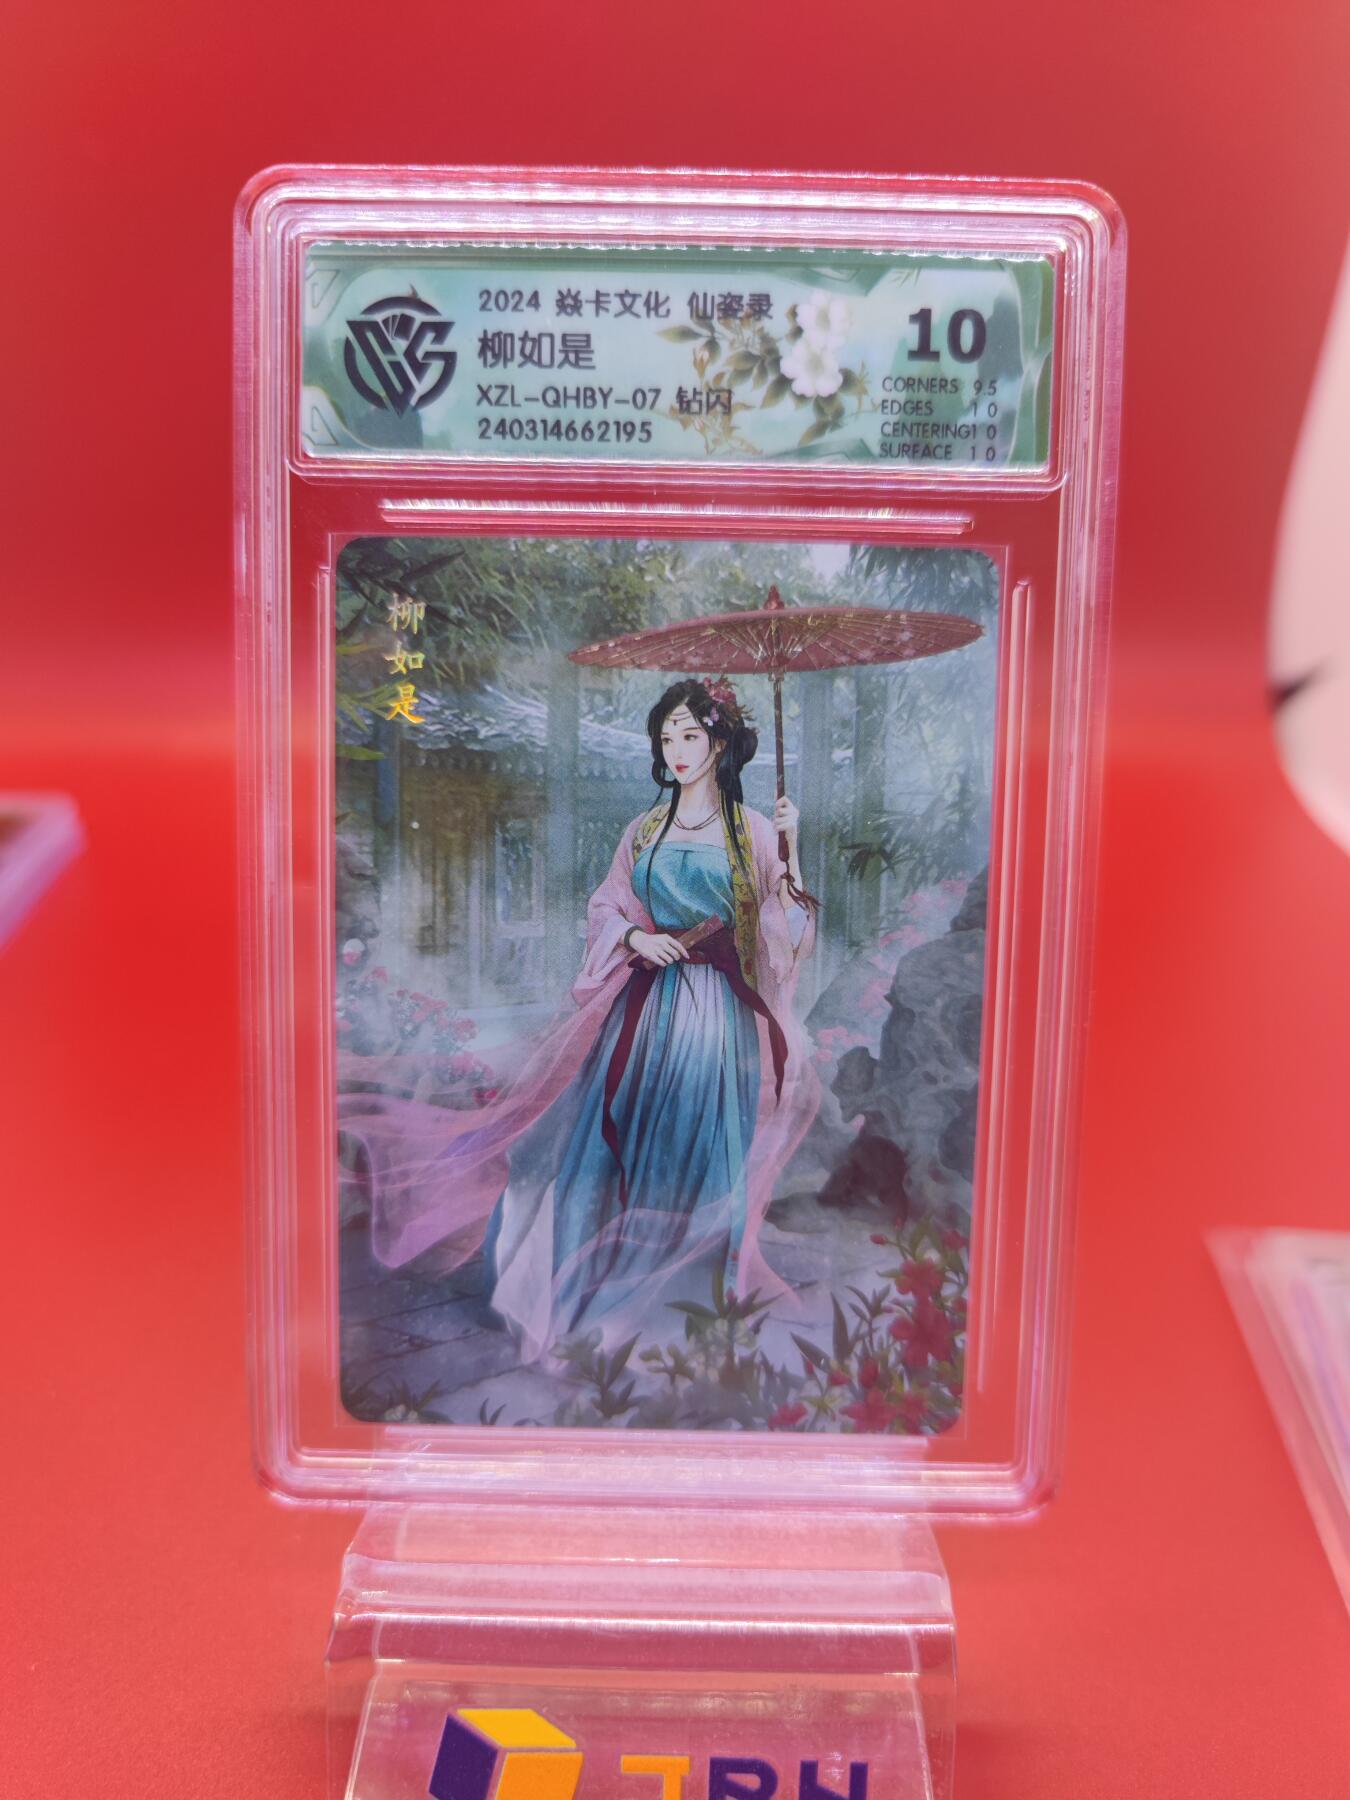 2024 焱卡文化 仙姿录
柳如是
XZL-QHBY-07 钻闪
240314662195
10
CORNERS 9.5
EDGES 10
CENTERING10
SURFACE 10
柳如是